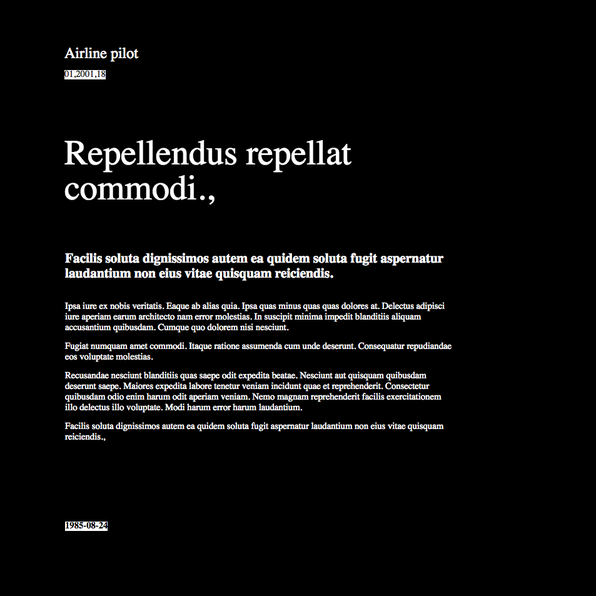 Airline pilot
01,2001,18
Repellendus repellat
commodi.,
Facilis soluta dignissimos autem ea quidem soluta fugit aspernatur
laudantium non eius vitae quisquam reiciendis.
Ipsa iure ex nobis veritatis. Eaque ab alias quia. Ipsa quas minus quas quas dolores at. Delectus adipisci
iure aperiam earum architecto nam error molestias. In suscipit minima impedit blanditiis aliquam
accusantium quibusdam. Cumque quo dolorem nisi nesciunt.
Fugiat numquam amet commodi. Itaque ratione assumenda cum unde deserunt. Consequatur repudiandae
eos voluptate molestias.
Recusandae nesciunt blanditiis quas saepe odit expedita beatae. Nesciunt aut quisquam quibusdam
deserunt saepe. Maiores expedita labore tenetur veniam incidunt quae et reprehenderit. Consectetur
quibusdam odio enim harum odit aperiam veniam. Nemo magnam reprehenderit facilis exercitationem
illo delectus illo voluptate. Modi harum error harum laudantium.
Facilis soluta dignissimos autem ea quidem soluta fugit aspernatur laudantium non eius vitae quisquam
reiciendis.,
1985-08-24